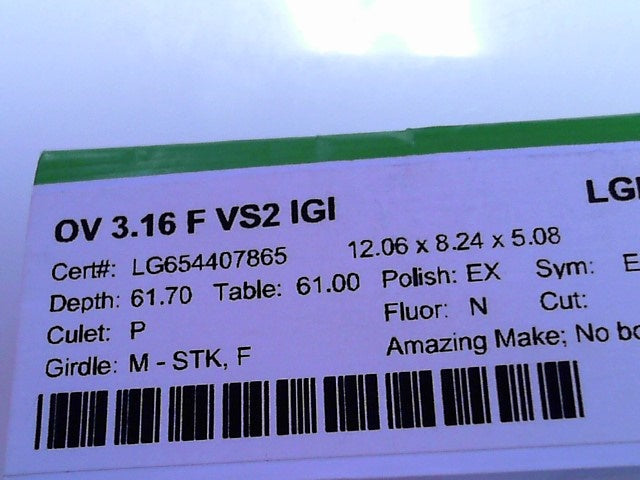 OV 3.16 F VS2 IGI
Cert#: LG654407865 12.06 x 8.24 x 5.08
Depth: 61.70 Table: 61.00 Polish: EX Sym:
Culet: P Fluor: N Cut:
Girdle: M - STK, F Amazing Make; No